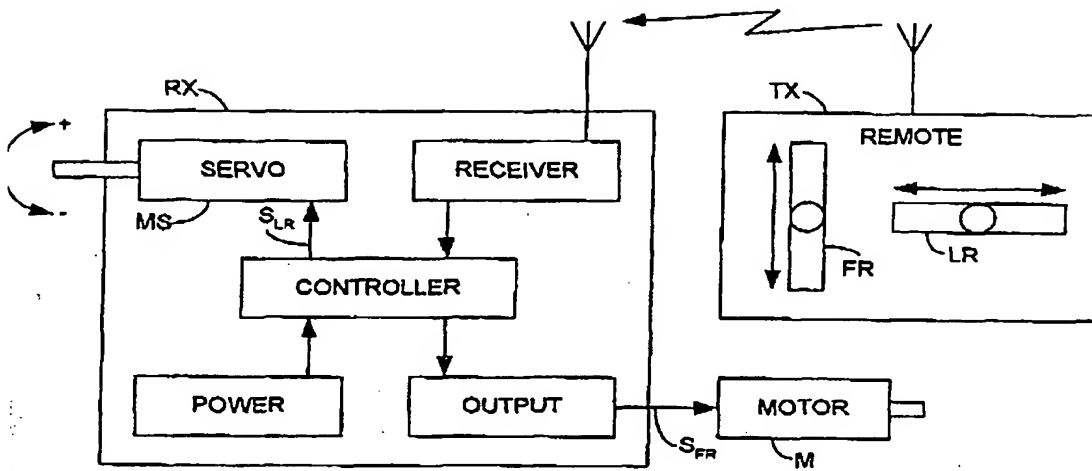 RX
TX
REMOTE
+
SERVO
RECEIVER
-
MS
S_LR
FR
LR
CONTROLLER
POWER
OUTPUT
MOTOR
S_FR
M